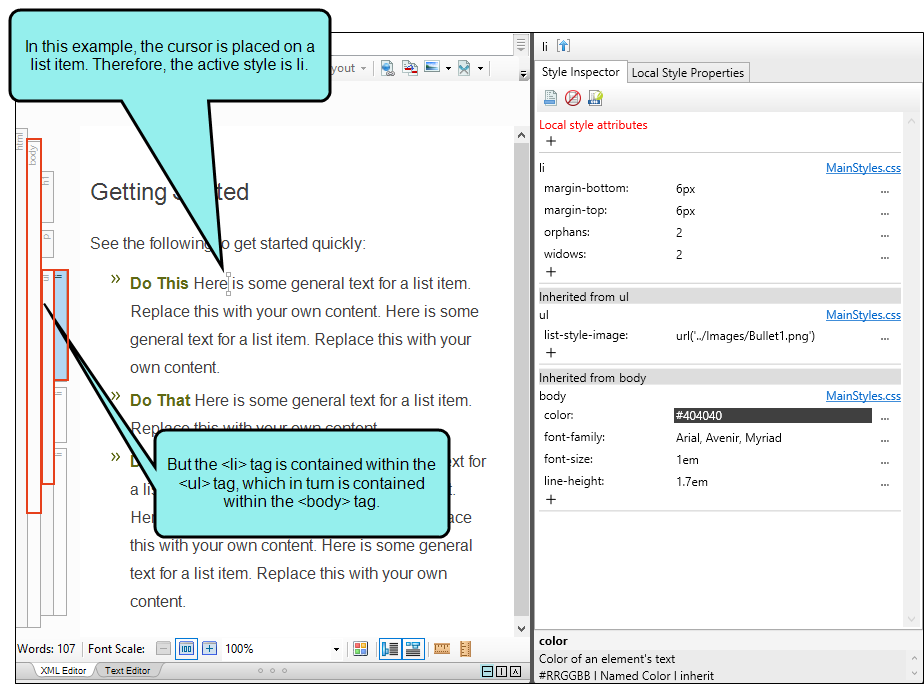 In this example, the cursor is placed on a
list item. Therefore, the active style is li.
yout
html
body
h1
p
ul
li
li
li
Getting Started
See the following to get started quickly:
» Do This Here is some general text for a list item.
Replace this with your own content. Here is some
general text for a list item. Replace this with your
own content.
» Do That Here is some general text for a list item.
Replace this with your own content.
But the <li> tag is contained within the
<ul> tag, which in turn is contained
within the <body> tag.
» D ext for
a li t.
Her ace
this with your own content. Here is some general
text for a list item. Replace this with your own
content.
Words: 107 Font Scale: 100%
XML Editor Text Editor
li
Style Inspector Local Style Properties
Local style attributes
+
li MainStyles.css
margin-bottom: 6px ...
margin-top: 6px ...
orphans: 2 ...
widows: 2 ...
+
Inherited from ul
ul MainStyles.css
list-style-image: url('../Images/Bullet1.png') ...
+
Inherited from body
body MainStyles.css
color: #404040 ...
font-family: Arial, Avenir, Myriad ...
font-size: 1em ...
line-height: 1.7em ...
+
color
Color of an element's text
#RRGGBB | Named Color | inherit